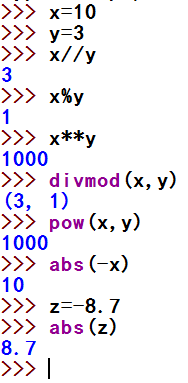 >>> x=10
>>> y=3
>>> x//y
3
>>> x%y
1
>>> x**y
1000
>>> divmod(x,y)
(3, 1)
>>> pow(x,y)
1000
>>> abs(-x)
10
>>> z=-8.7
>>> abs(z)
8.7
>>>